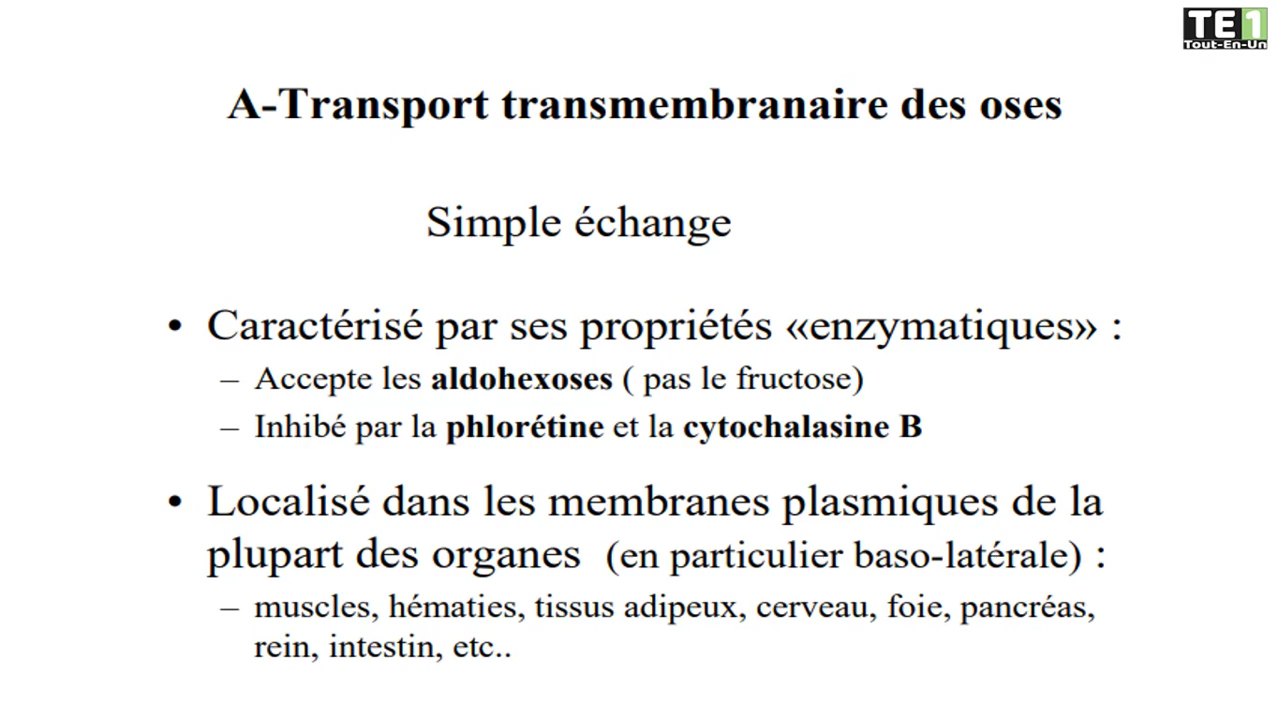 TE1
Tout-En-Un
A-Transport transmembranaire des oses
Simple échange
• Caractérisé par ses propriétés «enzymatiques» :
– Accepte les aldohexoses ( pas le fructose)
– Inhibé par la phlorétine et la cytochalasine B
• Localisé dans les membranes plasmiques de la
plupart des organes (en particulier baso-latérale) :
– muscles, hématies, tissus adipeux, cerveau, foie, pancréas,
rein, intestin, etc..